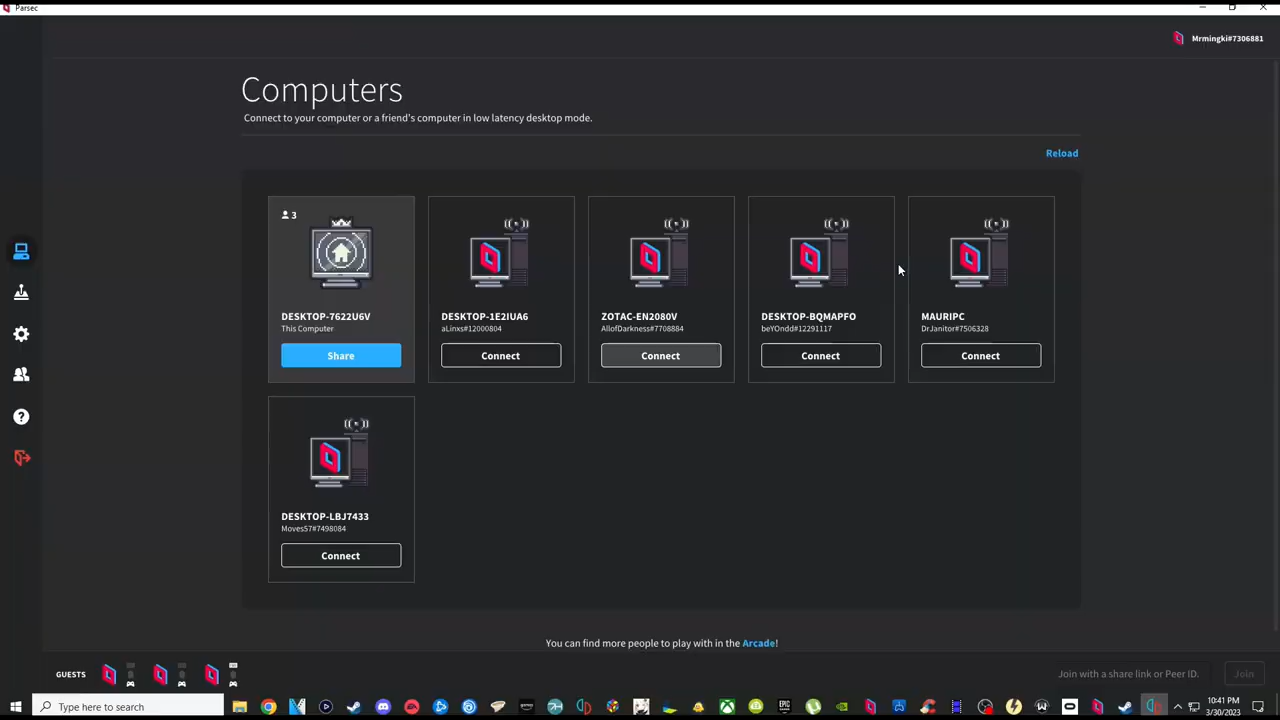 Parsec
Mrmingki#7306881
Computers
Connect to your computer or a friend's computer in low latency desktop mode.
Reload
3
DESKTOP-7622U6V
This Computer
Share
DESKTOP-1E2IUA6
aLinxs#12000804
Connect
ZOTAC-EN2080V
AllofDarkness#7708884
Connect
DESKTOP-BQMAPFO
beYOndd#12291117
Connect
MAURIPC
DrJanitor#7506328
Connect
DESKTOP-LBJ7433
Moves57#7498084
Connect
You can find more people to play with in the Arcade!
GUESTS
Join with a share link or Peer ID.
Join
Type here to search
10:41 PM
3/30/2023